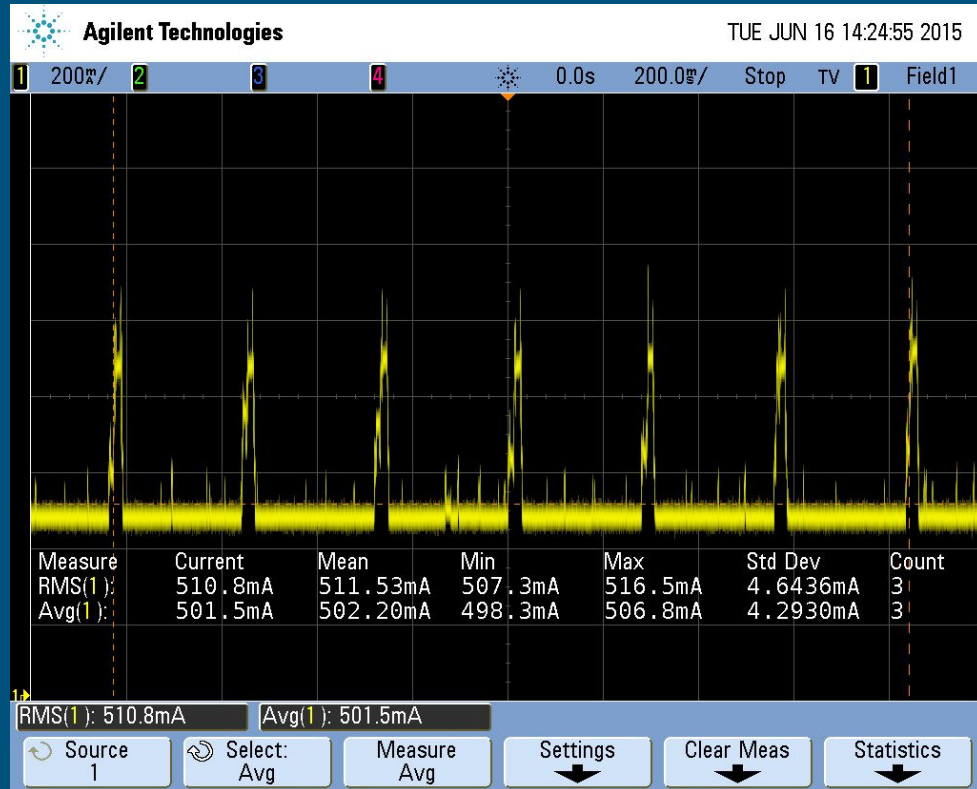 Agilent Technologies TUE JUN 16 14:24:55 2015
1 200mA/ 2 3 4 0.0s 200.0ms/ Stop TV 1 Field1
Measure Current Mean Min Max Std Dev Count
RMS(1): 510.8mA 511.53mA 507.3mA 516.5mA 4.6436mA 3
Avg(1): 501.5mA 502.20mA 498.3mA 506.8mA 4.2930mA 3
RMS(1): 510.8mA Avg(1): 501.5mA
Source Select: Measure Settings Clear Meas Statistics
1 Avg Avg